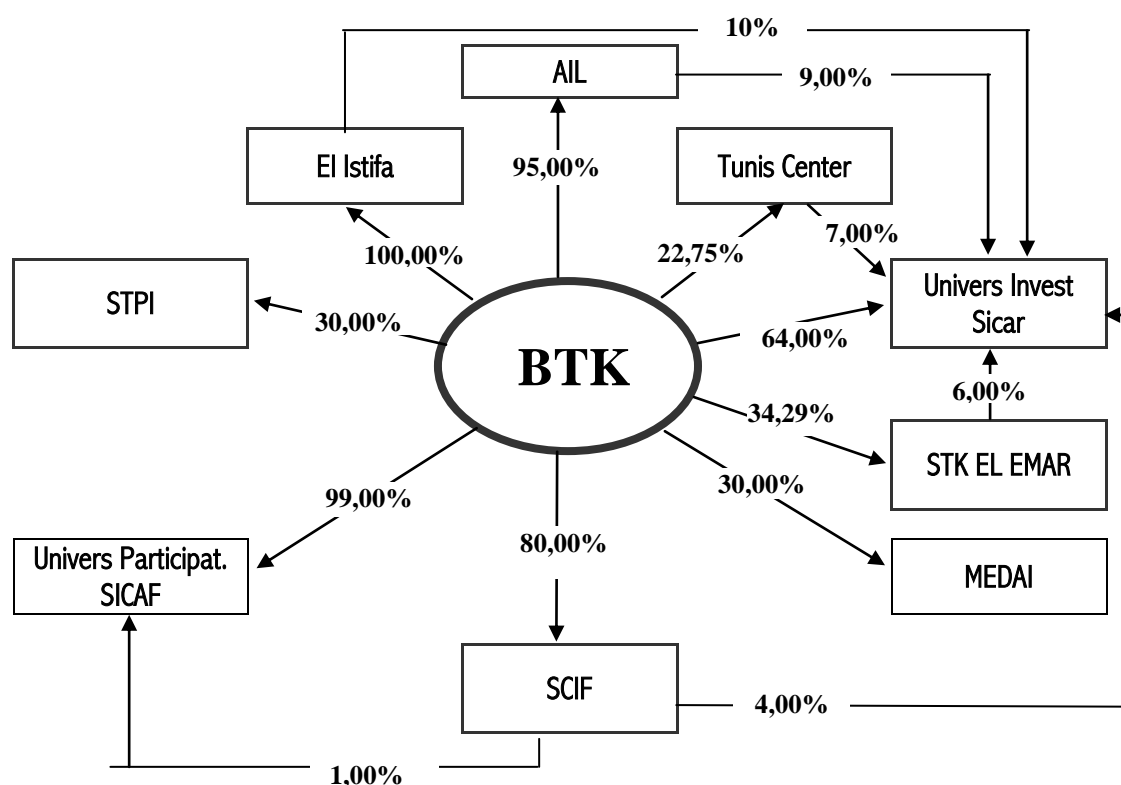 10%
AIL
9,00%
El Istifa
95,00%
Tunis Center
7,00%
100,00%
22,75%
STPI
30,00%
Univers Invest
Sicar
64,00%
BTK
6,00%
34,29%
STK EL EMAR
99,00%
30,00%
80,00%
Univers Participat.
SICAF
MEDAI
SCIF
4,00%
1,00%